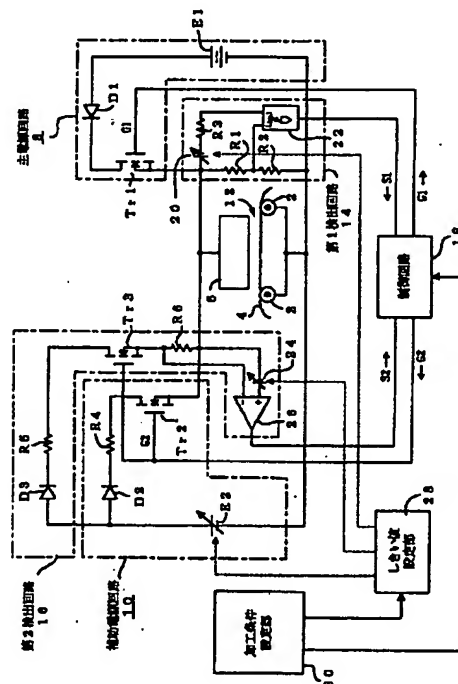 主電源回路 8
D1
E1
G1
Tr1
20
R3
R1
R2
22
第1検出回路 14
6
12
4
2
2
S1
G1
制御回路
18
S2
G2
第2検出回路 16
D3
R5
Tr3
R6
D2
R4
G2
Tr2
24
26
補助電源回路
10
E2
しきい値
設定部
28
加工条件
設定部
30